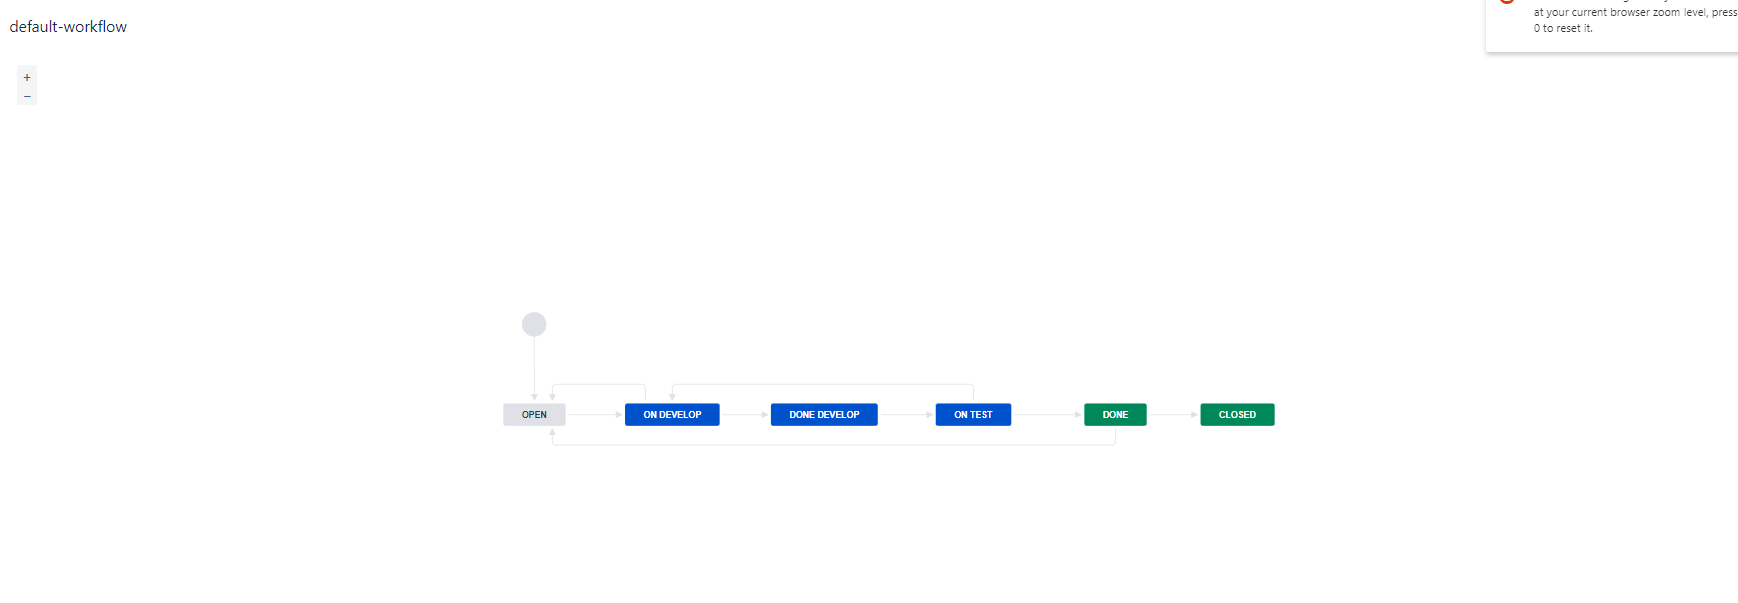 default-workflow
at your current browser zoom level, press
0 to reset it.
+
−
OPEN
ON DEVELOP
DONE DEVELOP
ON TEST
DONE
CLOSED